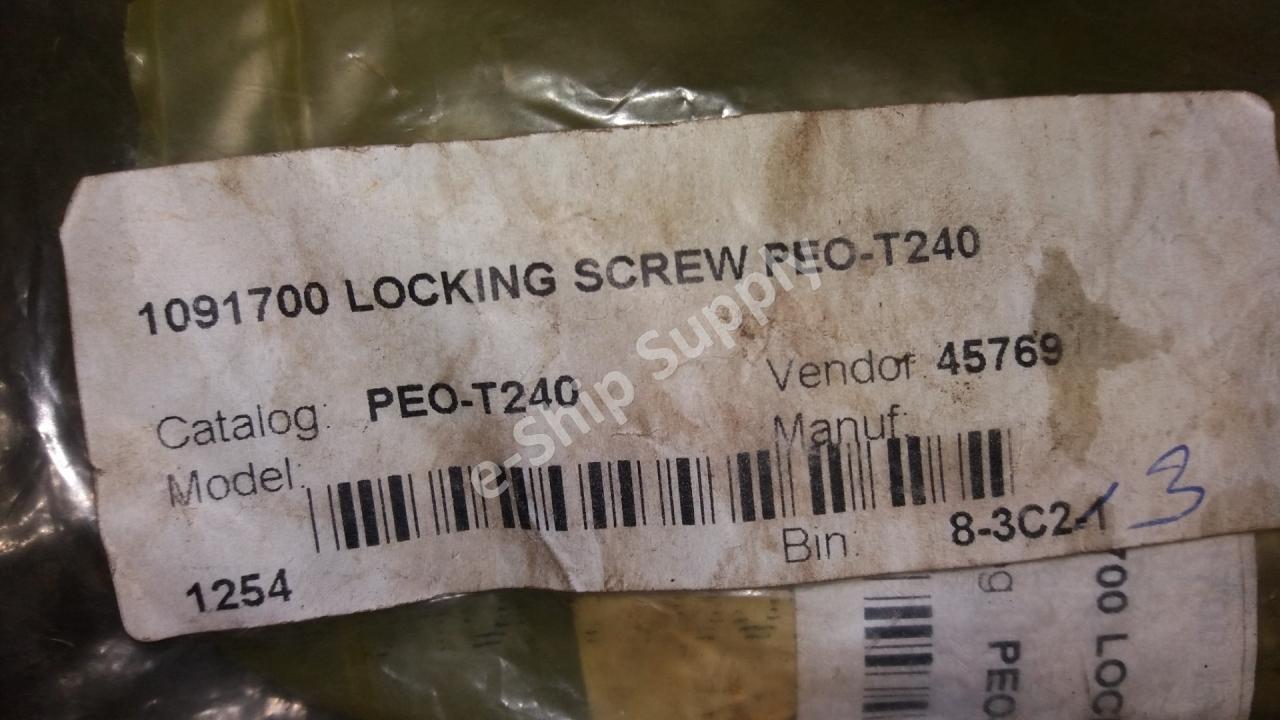 1091700 LOCKING SCREW PEO-T240
Catalog: PEO-T240 Vendor 45769
Model: Manuf:
Bin: 8-3C2-1 3
1254
e-Ship Supply
700 LOC
PEO